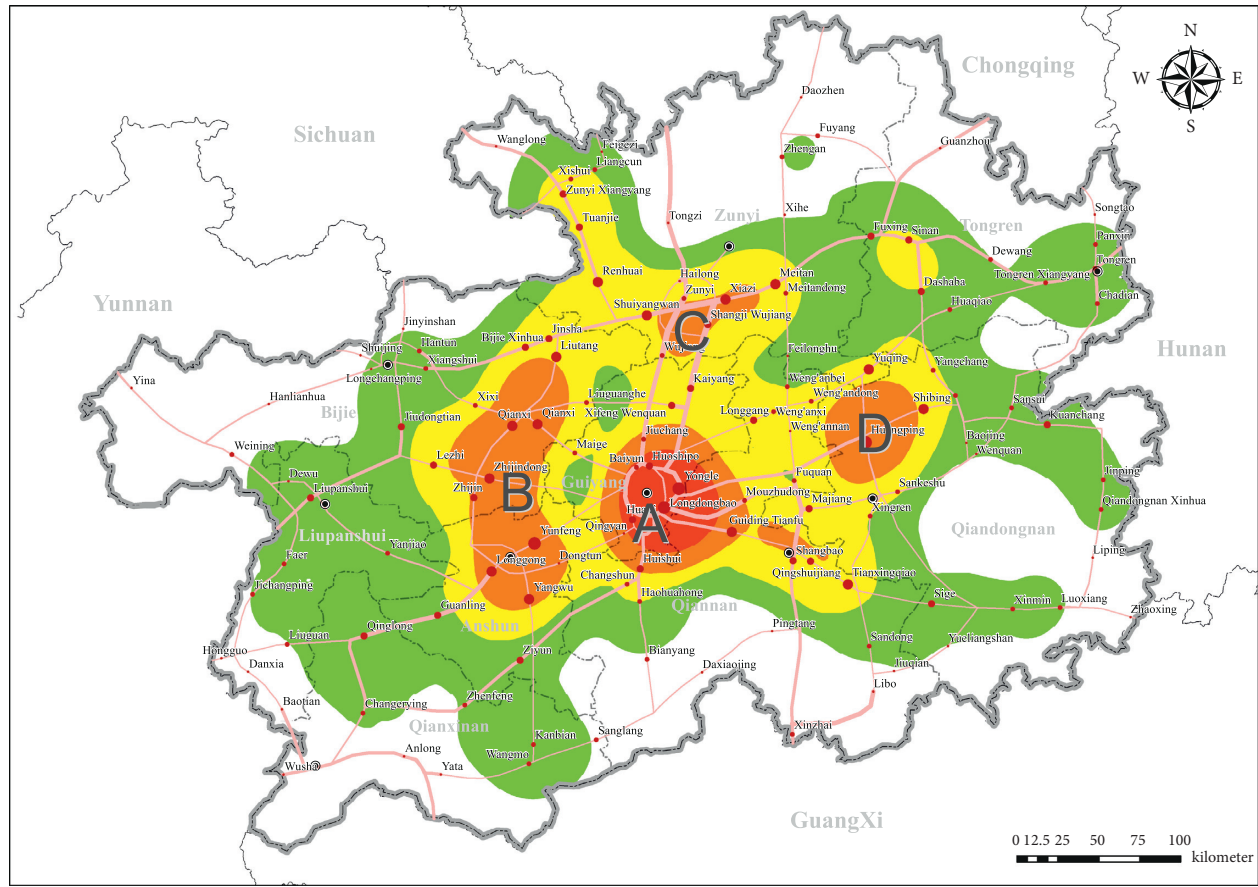 N
W E
S
Chongqing
Sichuan
Daozhen
Fuyang
Wanglong
Feigezi
Guanzhou
Zhengan
Liangcun
Xishui
Zunyi Xiangyang
Tuanjie
Tongzi
Xihe
Zunyi
Songtao
Fuxing
Sinan
Tongren
Panxin
Dewang
Tongren
Renhuai
Hailong
Meitan
Tongren Xiangyang
Dashaba
Yunnan
Zunyi
Xiazi
Meitandong
Huaqiao
Chadian
Shuiyangwan
Shangji Wujiang
Jinyinshan
Jinsha
C
Hantun
Bijie Xinhua
Liutang
Hunan
Shuijing
Xiangshui
Feilonghu
Yuqing
Yangchang
Longchangping
Yina
Kaiyang
Weng'anbei
Hanlianhua
Xixi
Liuguanghe
Weng'andong
Bijie
Xifeng Wenquan
Longgang
Weng'anxi
Shibing
Sansui
Kuanchang
Jiudongtian
Qianxi
Qianxi
Weng'annan
Huangping
D
Jiuchang
Baojing
Weining
Maige
Wenquan
Lezhi
Baiyun
Huoshipo
Dewu
Zhijindong
Fuquan
Jinping
Liupanshui
Guiyang
Yongle
Zhijin
B
Mouzhudong
Sankeshu
Majiang
Qiandongnan Xinhua
Longdongbao
Xingren
A
Guiding Tianfu
Qiandongnan
Liupanshui
Yunfeng
Qingyan
Yanjiao
Shangbao
Faer
Longgong
Dongtun
Huishui
Liping
Changshun
Qingshuijiang
Tianxingqiao
Jichangping
Yangwu
Haohuahong
Sige
Qiannan
Xinmin
Luoxiang
Guanling
Zhaoxing
Anshun
Pingtang
Liuguan
Qinglong
Sandong
Yueliangshan
Hongguo
Ziyun
Bianyang
Danxia
Daxiaojing
Jiuqian
Libo
Baotian
Changerying
Zhenfeng
Qianxinan
Xinzhai
Sanglang
Kanbian
Anlong
Wangmo
Wusha
Yata
GuangXi
0 12.5 25 50 75 100
kilometer